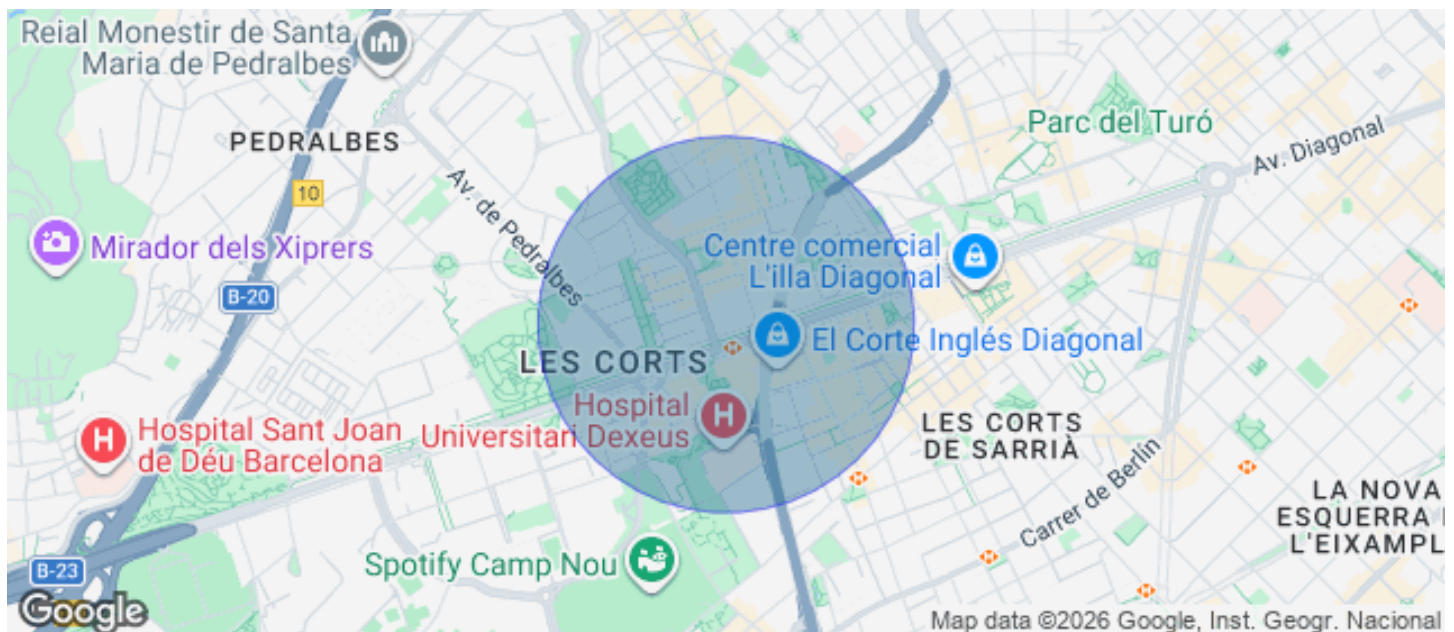 Reial Monestir de Santa
Maria de Pedralbes
PEDRALBES
10
Av. de Pedralbes
Mirador dels Xiprers
B-20
Parc del Turó
Av. Diagonal
Centre comercial
L'illa Diagonal
El Corte Inglés Diagonal
LES CORTS
Hospital
Universitari Dexeus
H
Hospital Sant Joan
de Déu Barcelona
H
LES CORTS
DE SARRIÀ
Carrer de Berlín
LA NOVA
ESQUERRA
L'EIXAMPL
Spotify Camp Nou
B-23
Google
Map data ©2026 Google, Inst. Geogr. Nacional